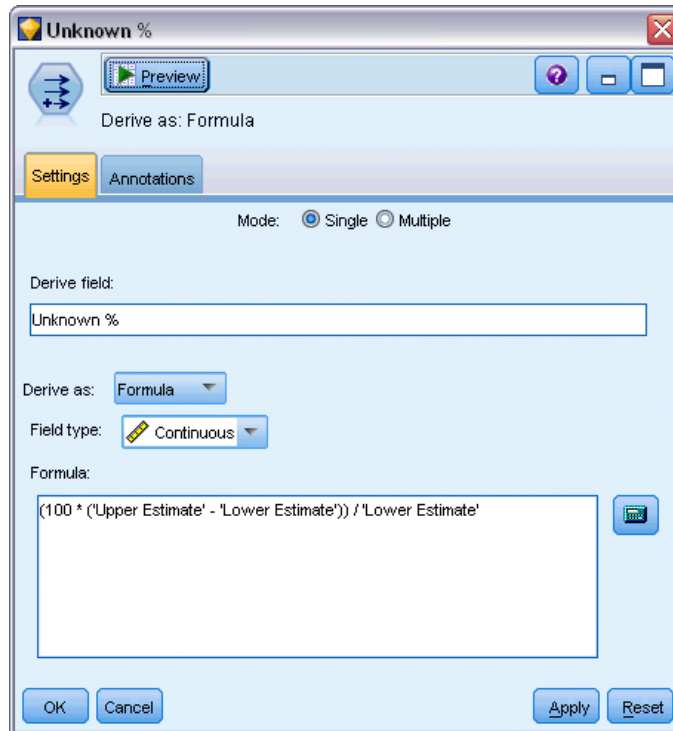 Unknown %
Preview
Derive as: Formula
Settings
Annotations
Mode: Single Multiple
Derive field:
Unknown %
Derive as: Formula
Field type: Continuous
Formula:
(100 * ('Upper Estimate' - 'Lower Estimate')) / 'Lower Estimate'
OK Cancel Apply Reset